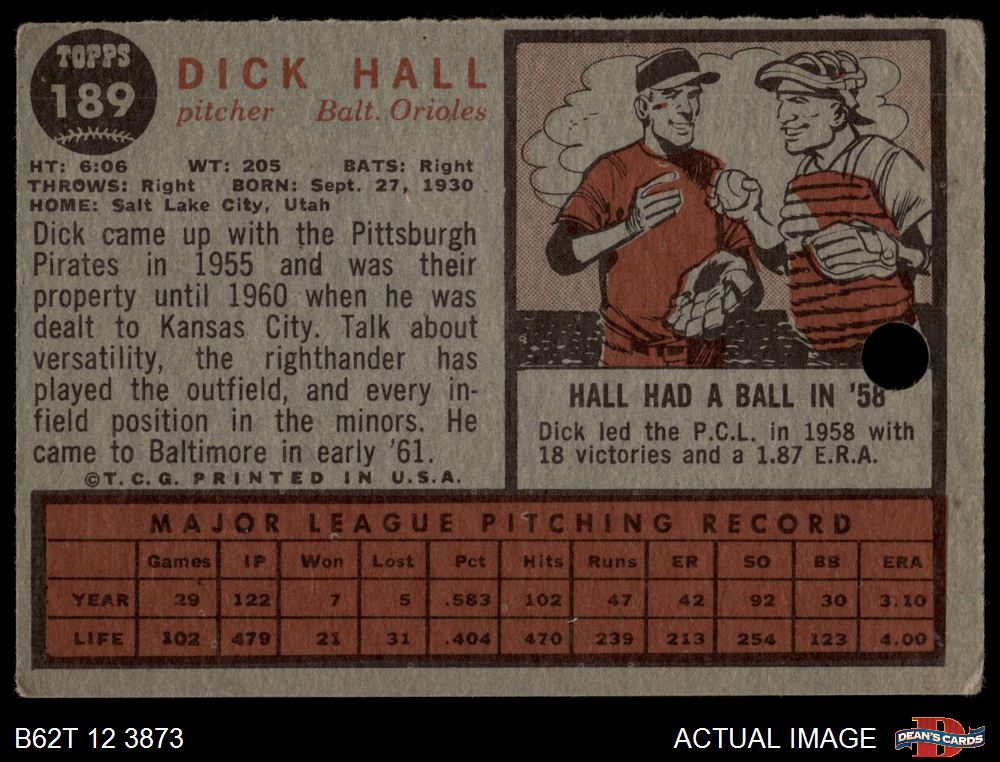 TOPPS
189
DICK HALL
pitcher Balt. Orioles
HT: 6:06 WT: 205 BATS: Right
THROWS: Right BORN: Sept. 27, 1930
HOME: Salt Lake City, Utah
Dick came up with the Pittsburgh
Pirates in 1955 and was their
property until 1960 when he was
dealt to Kansas City. Talk about
versatility, the righthander has
played the outfield, and every in-
field position in the minors. He
came to Baltimore in early '61.
©T.C.G. PRINTED IN U.S.A.
HALL HAD A BALL IN '58
Dick led the P.C.L. in 1958 with
18 victories and a 1.87 E.R.A.
MAJOR LEAGUE PITCHING RECORD
Games IP Won Lost Pct Hits Runs ER SO BB ERA
YEAR 29 122 7 5 .583 102 47 42 92 30 3.10
LIFE 102 479 21 31 .404 470 239 213 254 123 4.00
B62T 12 3873
ACTUAL IMAGE
D
DEAN'S CARDS